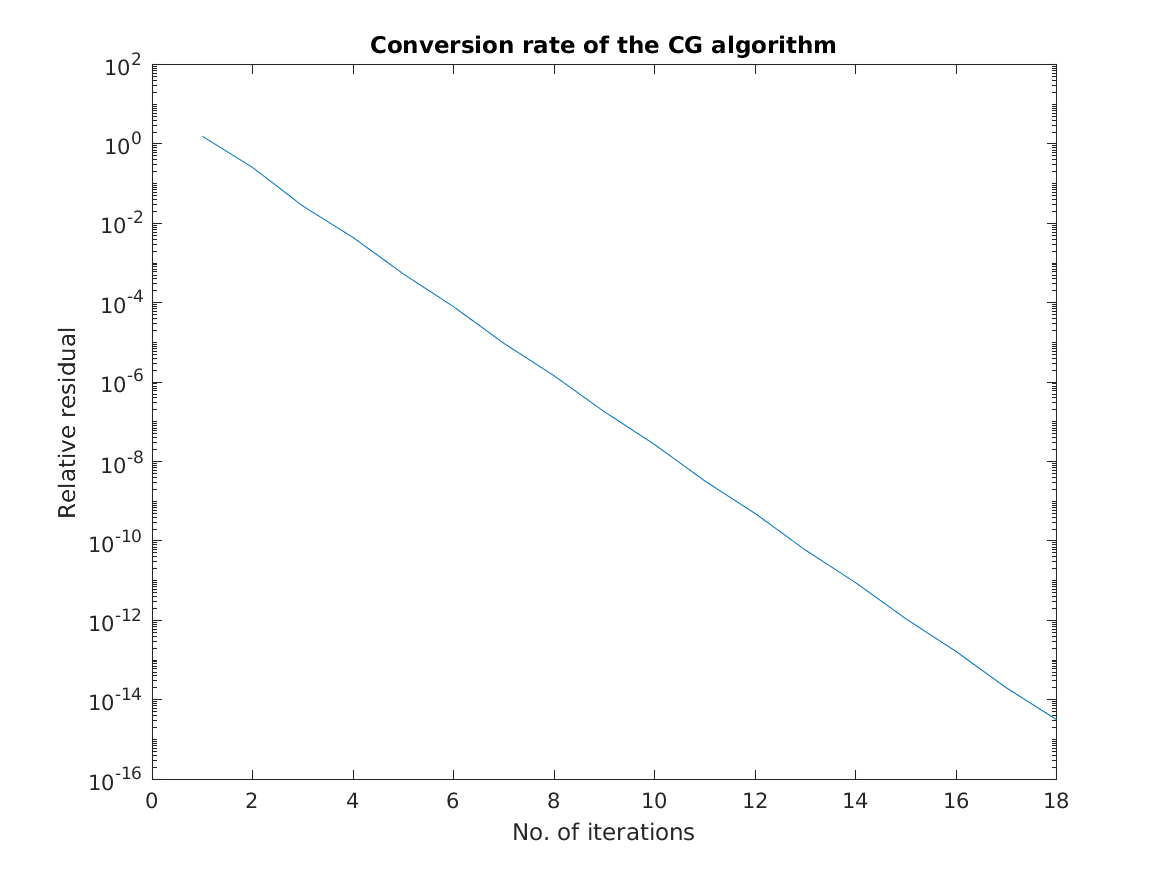 Conversion rate of the CG algorithm
10^2
10^0
10^-2
10^-4
10^-6
10^-8
10^-10
10^-12
10^-14
10^-16
Relative residual
0 2 4 6 8 10 12 14 16 18
No. of iterations